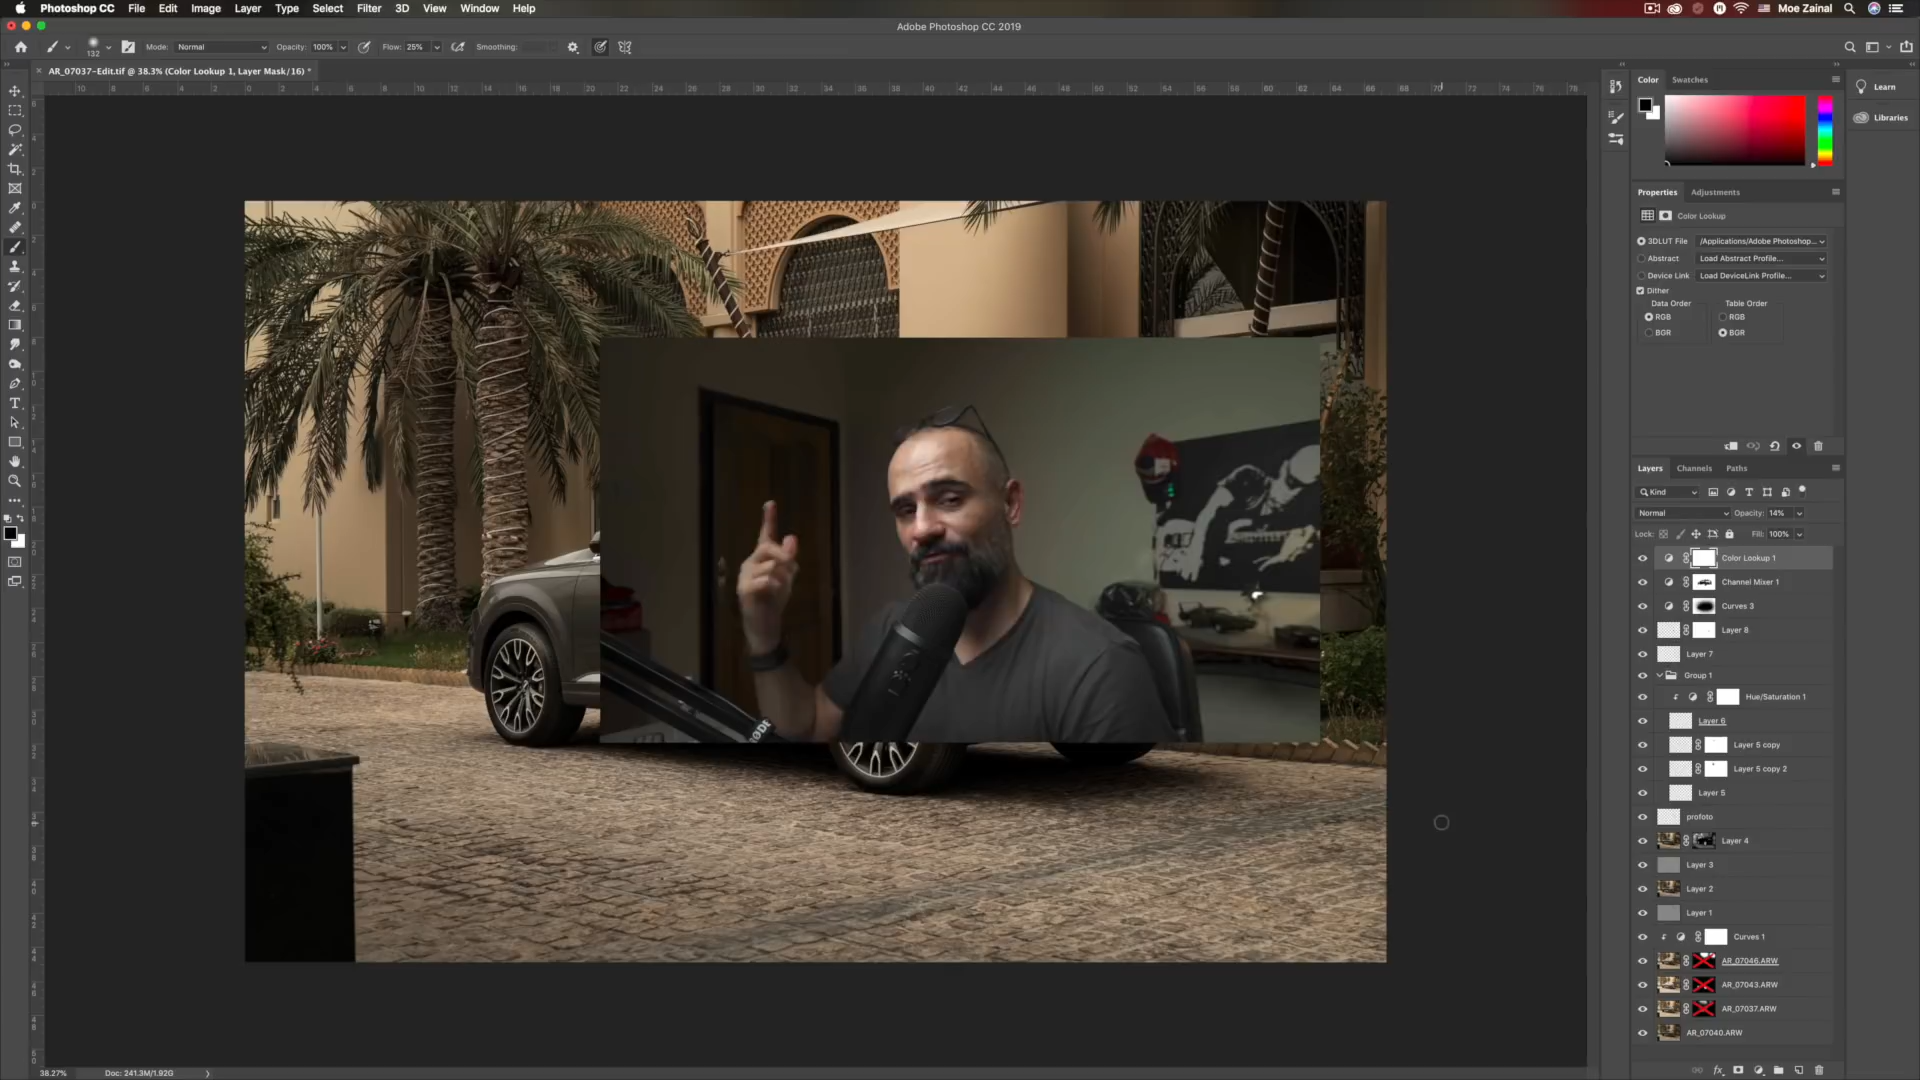 Photoshop CC File Edit Image Layer Type Select Filter 3D View Window Help Moe Zainal
Adobe Photoshop CC 2019
132 Mode: Normal Opacity: 100% Flow: 25% Smoothing:
AR_07037-Edit.tif @ 38.3% (Color Lookup 1, Layer Mask/16) *
Color Swatches
Learn
Libraries
Properties Adjustments
Color Lookup
3DLUT File /Applications/Adobe Photoshop...
Abstract Load Abstract Profile...
Device Link Load DeviceLink Profile...
Dither
Data Order Table Order
RGB RGB
BGR BGR
Layers Channels Paths
Kind
Normal Opacity: 14%
Lock: Fill: 100%
Color Lookup 1
Channel Mixer 1
Curves 3
Layer 8
Layer 7
Group 1
Hue/Saturation 1
Layer 6
Layer 5 copy
Layer 5 copy 2
Layer 5
profoto
Layer 4
Layer 3
Layer 2
Layer 1
Curves 1
AR_07046.ARW
AR_07043.ARW
AR_07037.ARW
AR_07040.ARW
RØDE
38.27% Doc: 241.3M/1.92G